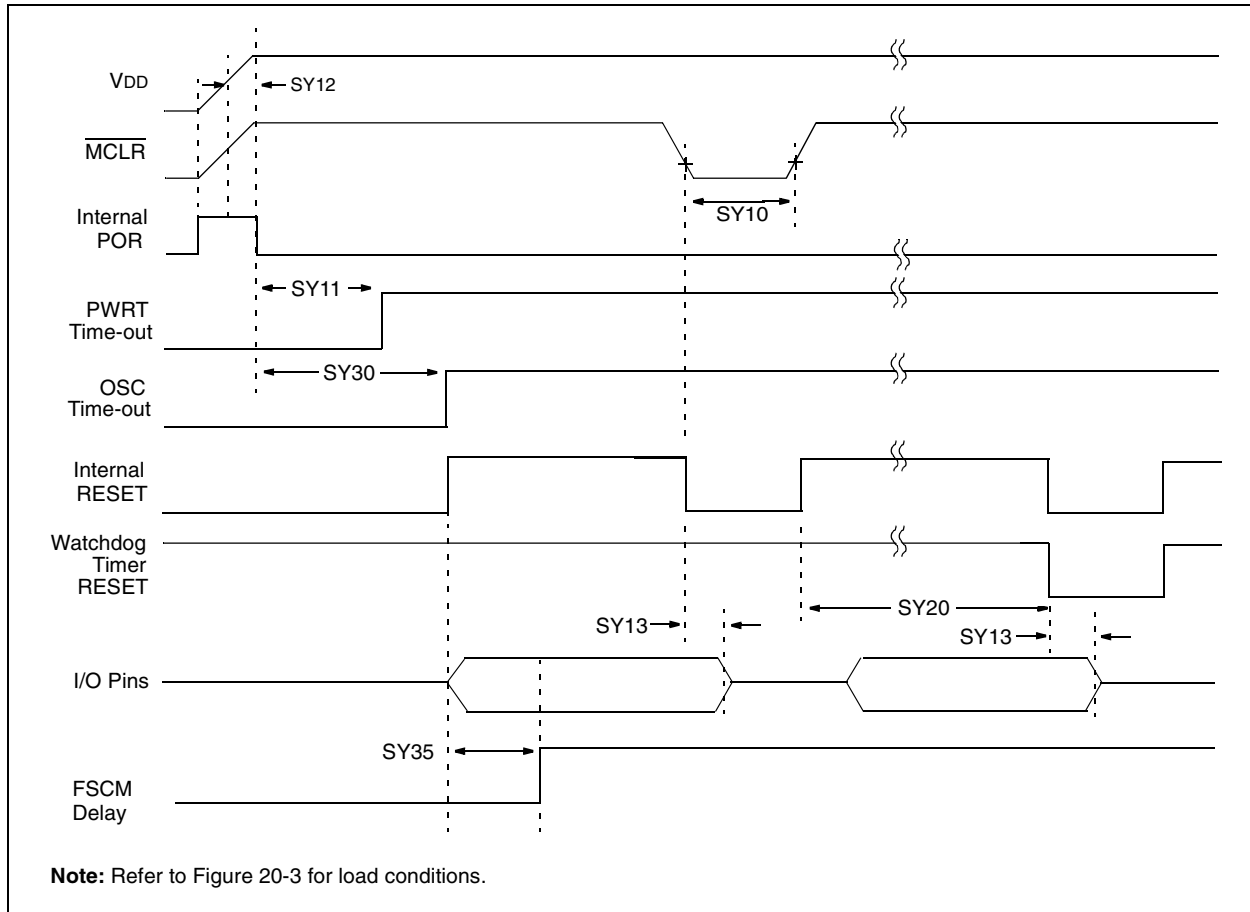 VDD
SY12
MCLR
SY10
Internal
POR
SY11
PWRT
Time-out
SY30
OSC
Time-out
Internal
RESET
Watchdog
Timer
RESET
SY20
SY13
SY13
I/O Pins
SY35
FSCM
Delay
Note: Refer to Figure 20-3 for load conditions.